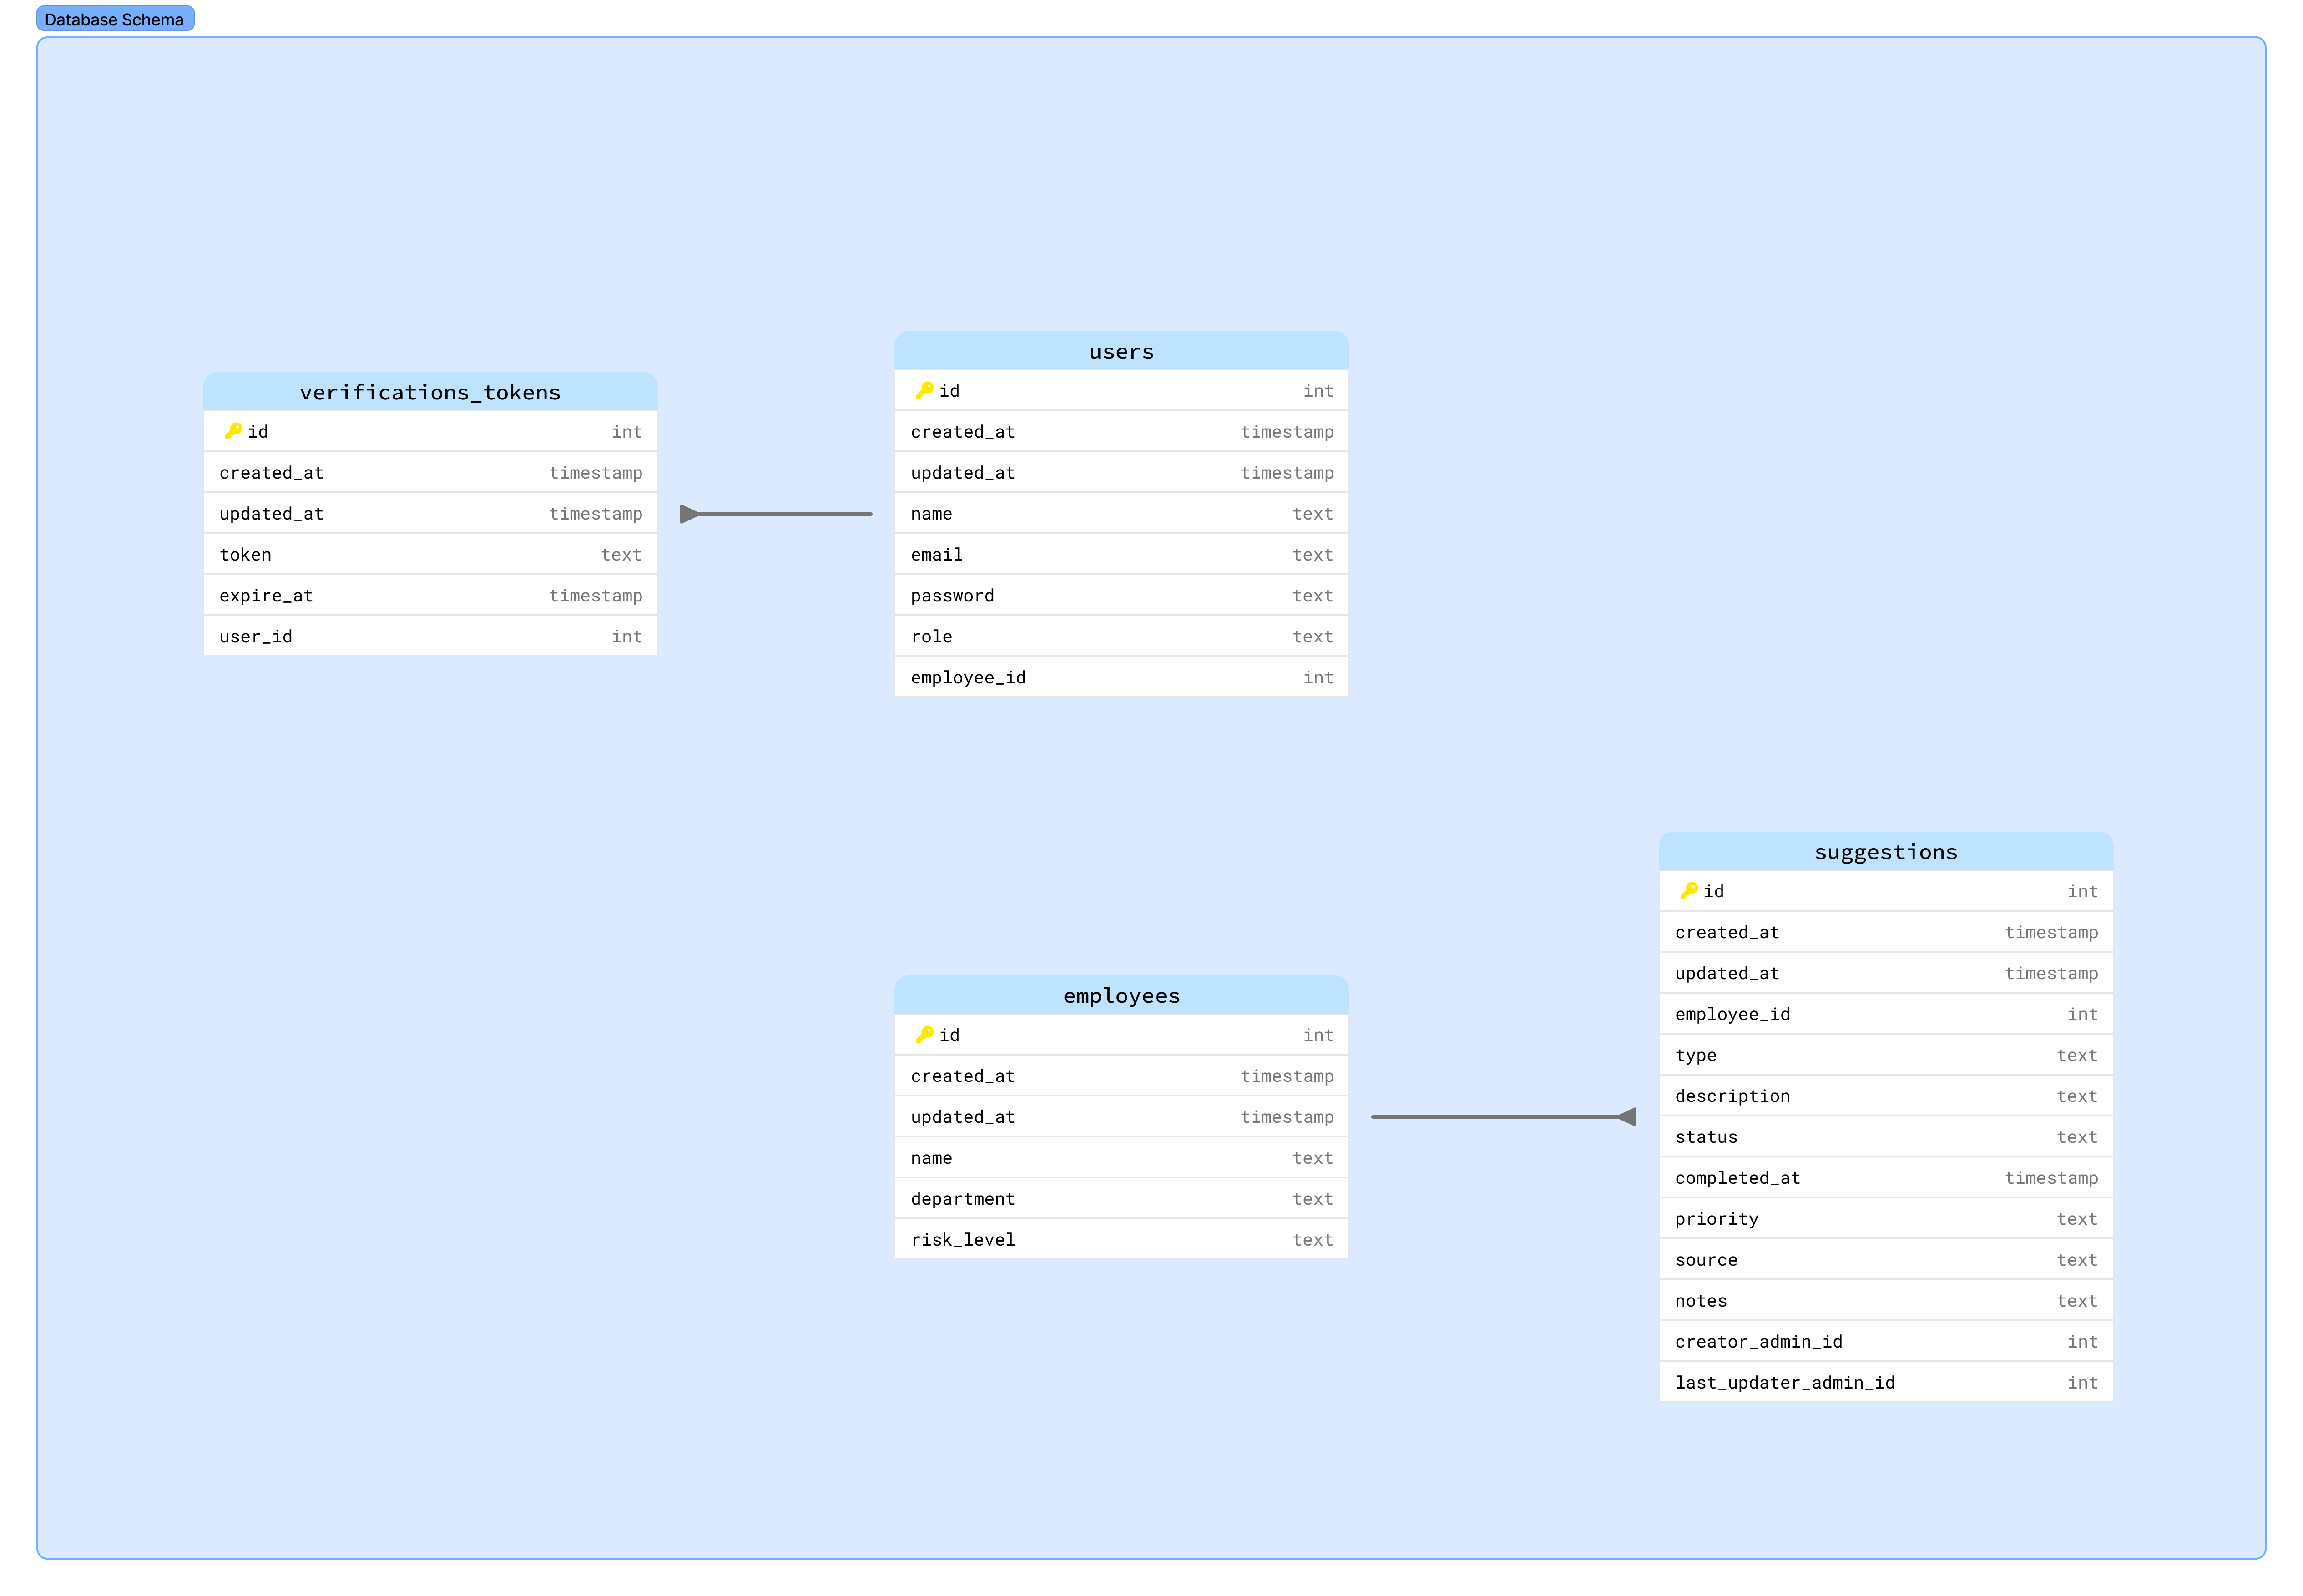 Database Schema
verifications_tokens
id int
created_at timestamp
updated_at timestamp
token text
expire_at timestamp
user_id int
users
id int
created_at timestamp
updated_at timestamp
name text
email text
password text
role text
employee_id int
employees
id int
created_at timestamp
updated_at timestamp
name text
department text
risk_level text
suggestions
id int
created_at timestamp
updated_at timestamp
employee_id int
type text
description text
status text
completed_at timestamp
priority text
source text
notes text
creator_admin_id int
last_updater_admin_id int